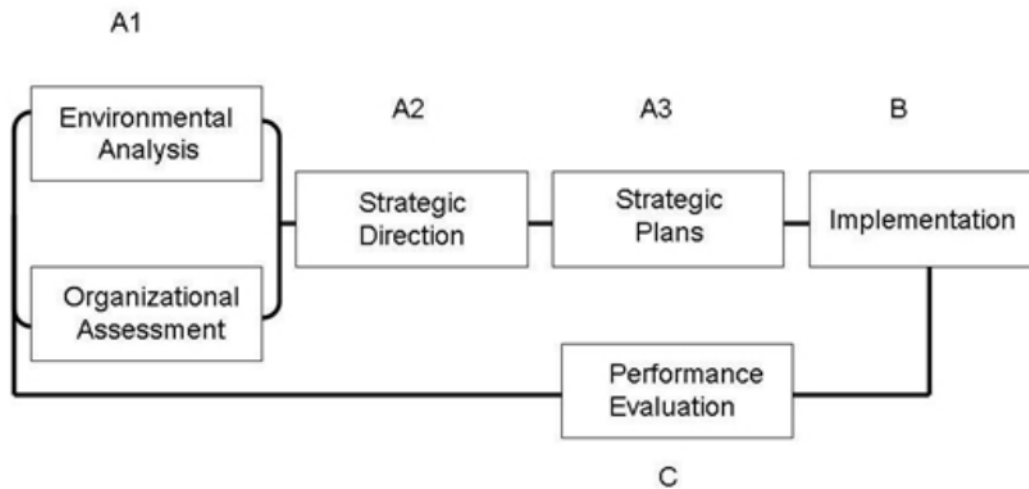 A1
Environmental
Analysis
Organizational
Assessment
A2
Strategic
Direction
A3
Strategic
Plans
B
Implementation
Performance
Evaluation
C